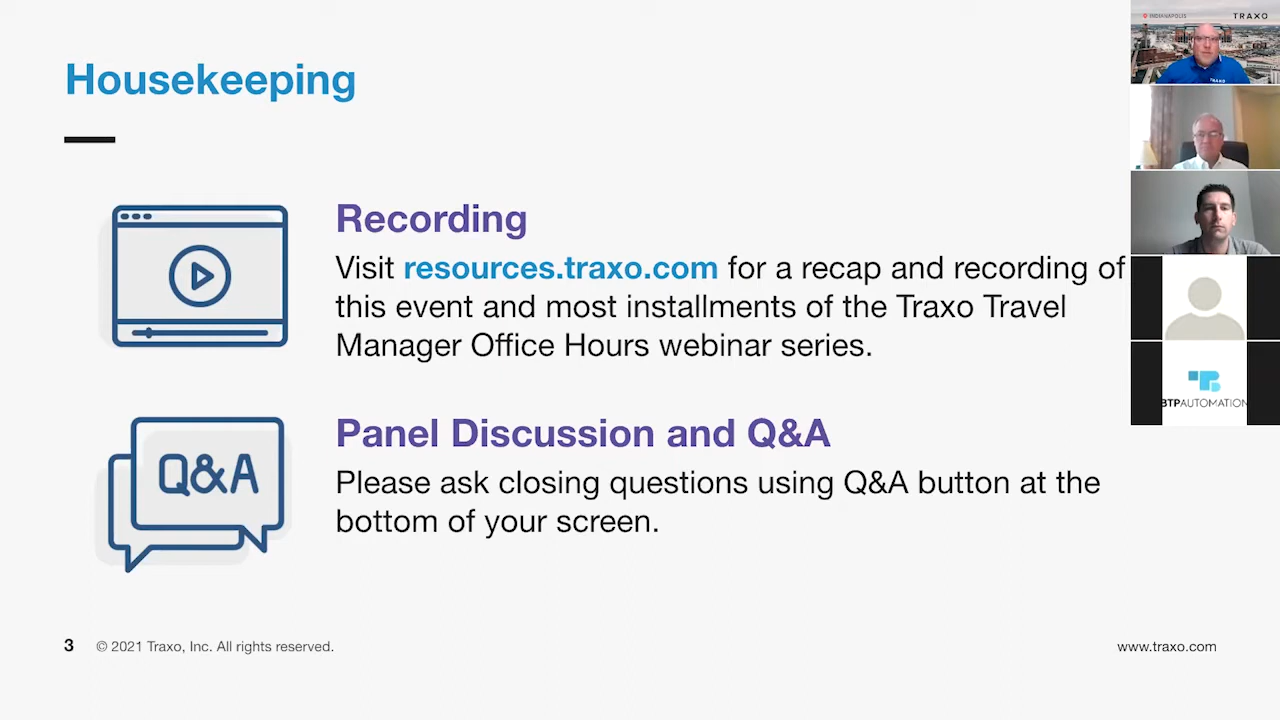 INDIANAPOLIS
TRAXO
TRAXO
Housekeeping
Recording
Visit resources.traxo.com for a recap and recording of
this event and most installments of the Traxo Travel
Manager Office Hours webinar series.
BTPAUTOMATION
Q&A
Panel Discussion and Q&A
Please ask closing questions using Q&A button at the
bottom of your screen.
3 © 2021 Traxo, Inc. All rights reserved.
www.traxo.com